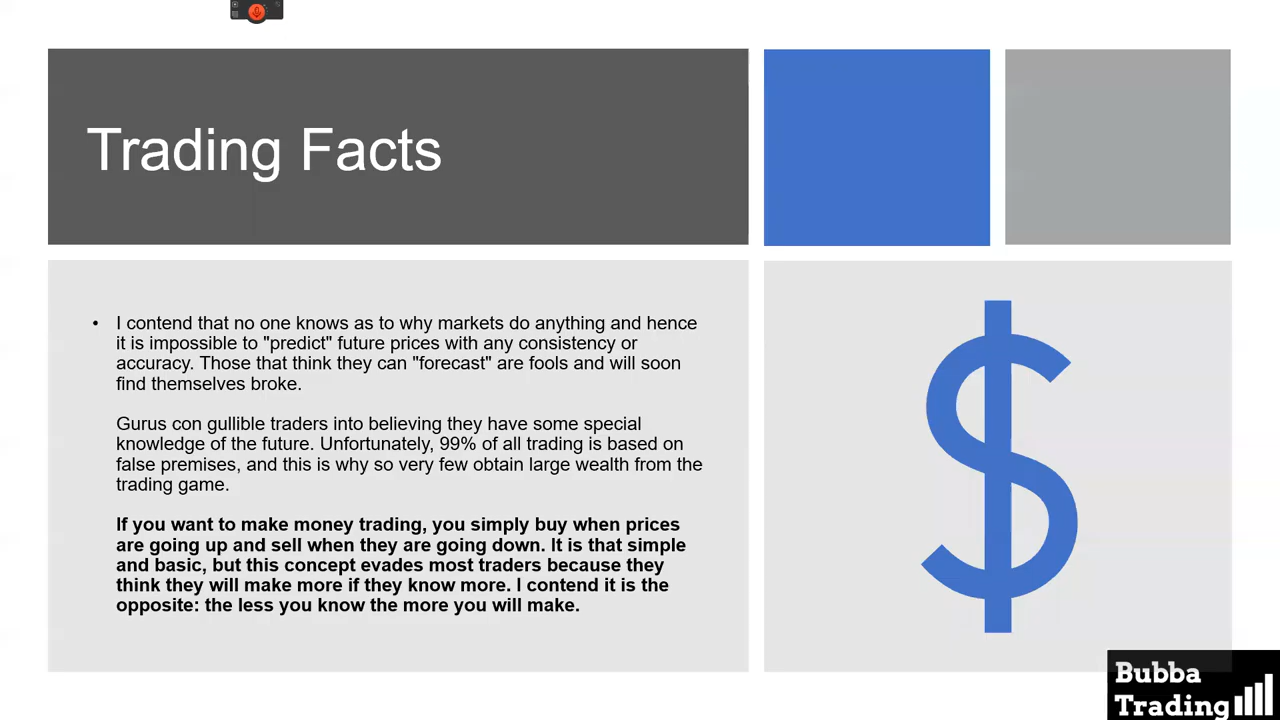 Trading Facts
• I contend that no one knows as to why markets do anything and hence
it is impossible to "predict" future prices with any consistency or
accuracy. Those that think they can "forecast" are fools and will soon
find themselves broke.
Gurus con gullible traders into believing they have some special
knowledge of the future. Unfortunately, 99% of all trading is based on
false premises, and this is why so very few obtain large wealth from the
trading game.
If you want to make money trading, you simply buy when prices
are going up and sell when they are going down. It is that simple
and basic, but this concept evades most traders because they
think they will make more if they know more. I contend it is the
opposite: the less you know the more you will make.
$
Bubba
Trading